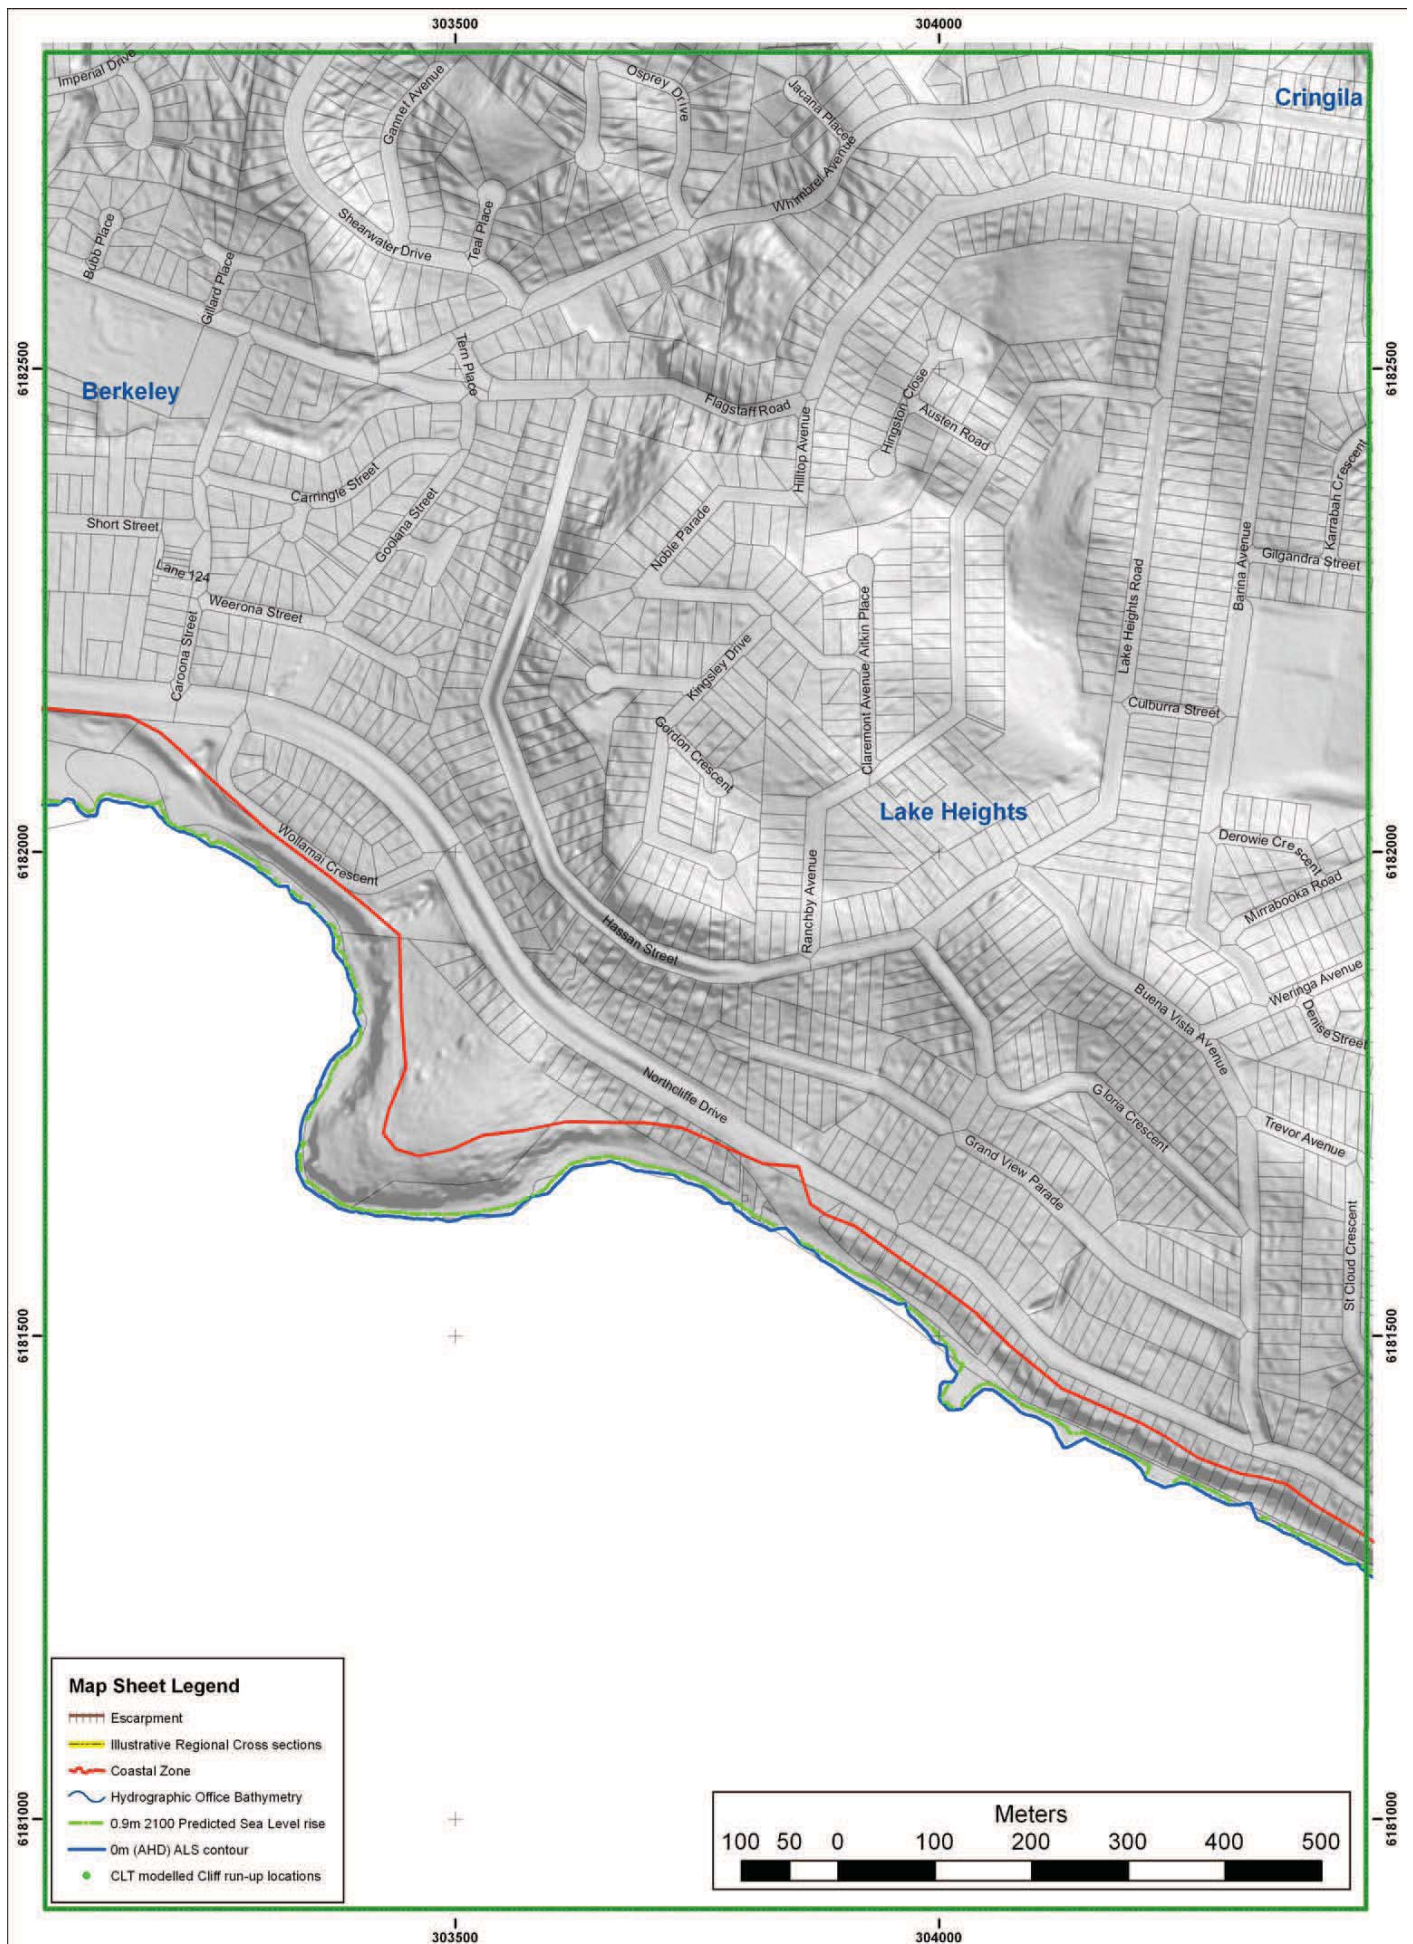 303500
304000
Imperial Drive
Gannet Avenue
Osprey Drive
Jacana Place
Cringila
Whimbrel Avenue
Bubb Place
Shearwater Drive
Teal Place
Gillard Place
Tern Place
6182500
6182500
Berkeley
Flagstaff Road
Hingston Close
Austen Road
Hilltop Avenue
Carringle Street
Goolana Street
Noble Parade
Karrabah Crescent
Short Street
Gilgandra Street
Lane 124
Weerona Street
Barina Avenue
Lake Heights Road
Aitkin Place
Caroona Street
Kingsley Drive
Claremont Avenue
Culburra Street
Gordon Crescent
Lake Heights
Wollamai Crescent
Derowie Crescent
6182000
6182000
Mirrabooka Road
Ranchby Avenue
Hassan Street
Weringa Avenue
Buena Vista Avenue
Denise Street
Northcliffe Drive
Gloria Crescent
Trevor Avenue
Grand View Parade
St Cloud Crescent
6181500
6181500
Map Sheet Legend
Escarpment
Illustrative Regional Cross sections
Coastal Zone
Hydrographic Office Bathymetry
0.9m 2100 Predicted Sea Level rise
0m (AHD) ALS contour
CLT modelled Cliff run-up locations
Meters
100 50 0 100 200 300 400 500
6181000
6181000
303500
304000